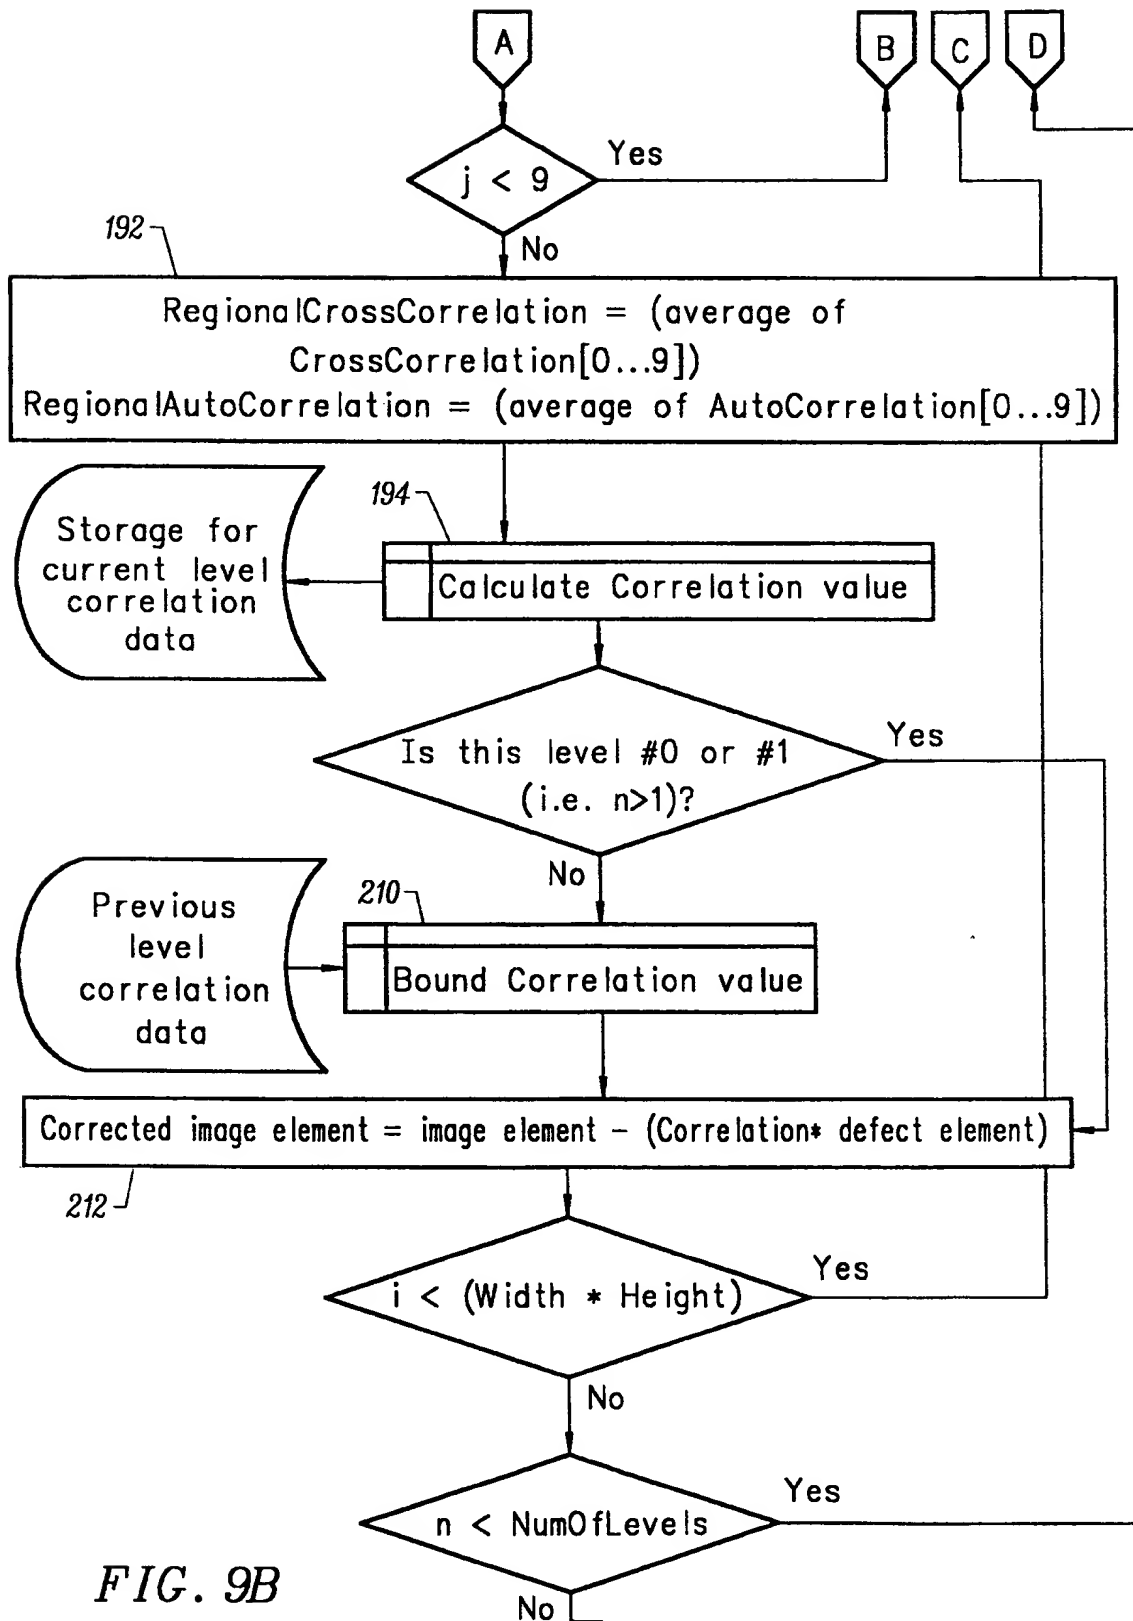 A
B
C
D
j < 9
Yes
No
192
RegionalCrossCorrelation = (average of
CrossCorrelation[0...9])
RegionalAutoCorrelation = (average of AutoCorrelation[0...9])
194
Storage for
current level
correlation
data
Calculate Correlation value
Is this level #0 or #1
(i.e. n>1)?
Yes
No
210
Previous
level
correlation
data
Bound Correlation value
Corrected image element = image element - (Correlation* defect element)
212
i < (Width * Height)
Yes
No
n < NumOfLevels
Yes
No
FIG. 9B